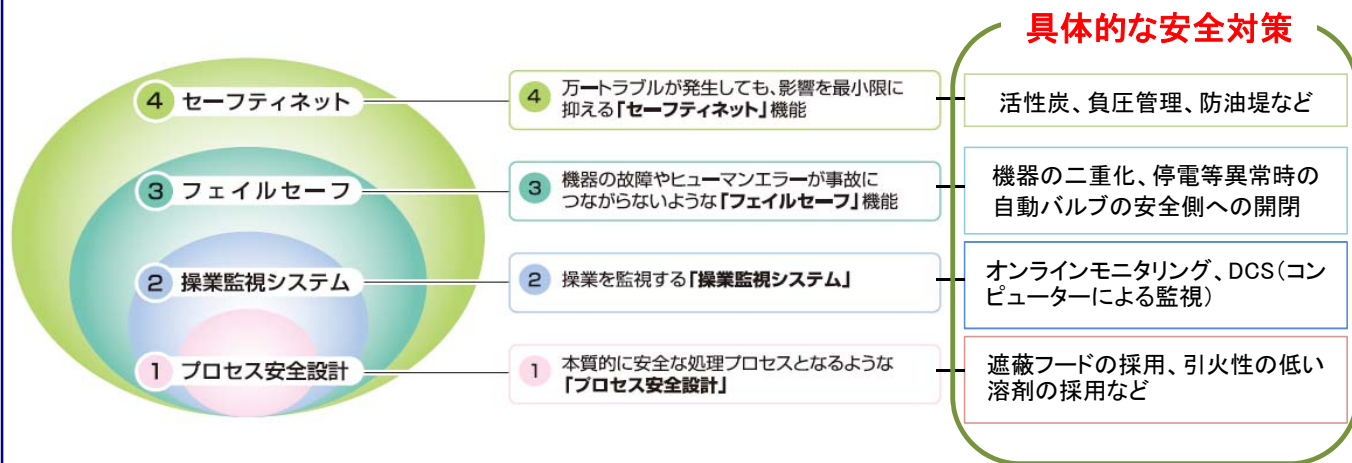 具体的な安全対策
4 セーフティネット
4 万一トラブルが発生しても、影響を最小限に
抑える「セーフティネット」機能
活性炭、負圧管理、防油堤など
3 フェイルセーフ
3 機器の故障やヒューマンエラーが事故に
つながらないような「フェイルセーフ」機能
機器の二重化、停電等異常時の
自動バルブの安全側への開閉
2 操業監視システム
2 操業を監視する「操業監視システム」
オンラインモニタリング、DCS(コン
ピューターによる監視)
1 プロセス安全設計
1 本質的に安全な処理プロセスとなるような
「プロセス安全設計」
遮蔽フードの採用、引火性の低い
溶剤の採用など